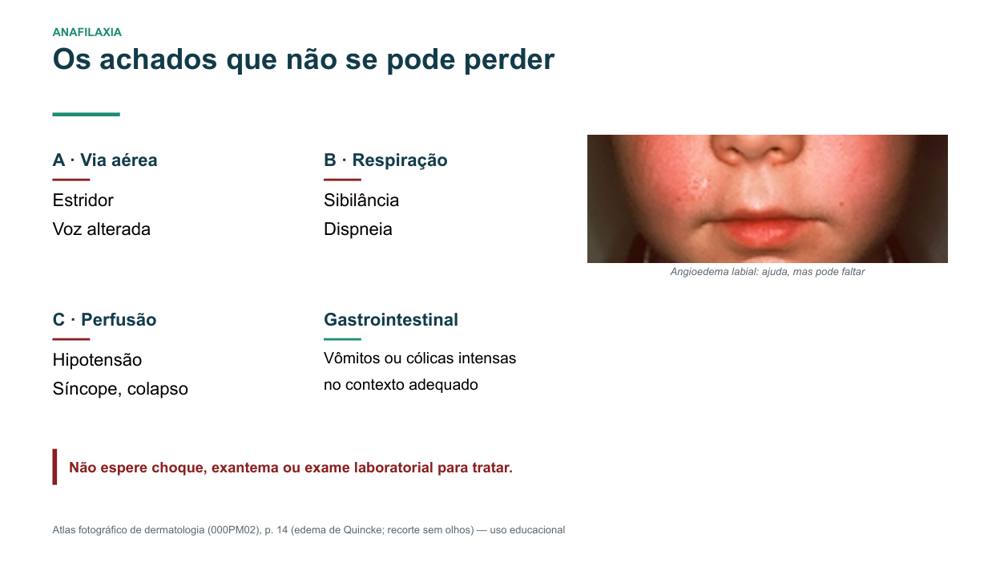 ANAFILAXIA
Os achados que não se pode perder
A · Via aérea
Estridor
Voz alterada
B · Respiração
Sibilância
Dispneia
Angioedema labial: ajuda, mas pode faltar
C · Perfusão
Hipotensão
Síncope, colapso
Gastrointestinal
Vômitos ou cólicas intensas
no contexto adequado
Não espere choque, exantema ou exame laboratorial para tratar.
Atlas fotográfico de dermatologia (000PM02), p. 14 (edema de Quincke; recorte sem olhos) — uso educacional